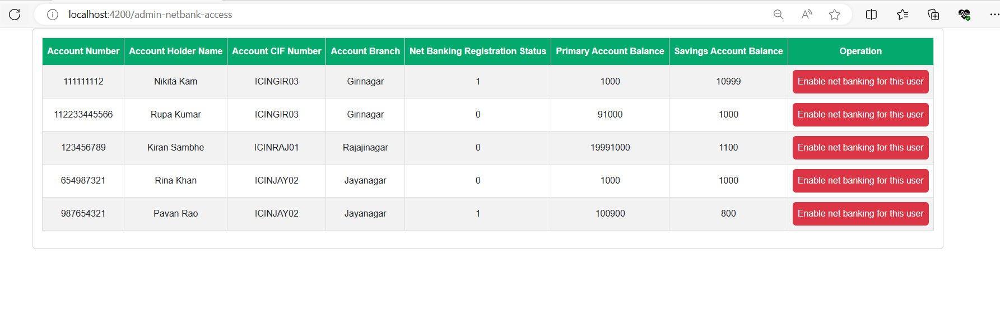 localhost:4200/admin-netbank-access
Account Number Account Holder Name Account CIF Number Account Branch Net Banking Registration Status Primary Account Balance Savings Account Balance Operation
111111112 Nikita Kam ICINGIR03 Girinagar 1 1000 10999 Enable net banking for this user
112233445566 Rupa Kumar ICINGIR03 Girinagar 0 91000 1000 Enable net banking for this user
123456789 Kiran Sambhe ICINRAJ01 Rajajinagar 0 19991000 1100 Enable net banking for this user
654987321 Rina Khan ICINJAY02 Jayanagar 0 1000 1000 Enable net banking for this user
987654321 Pavan Rao ICINJAY02 Jayanagar 1 100900 800 Enable net banking for this user